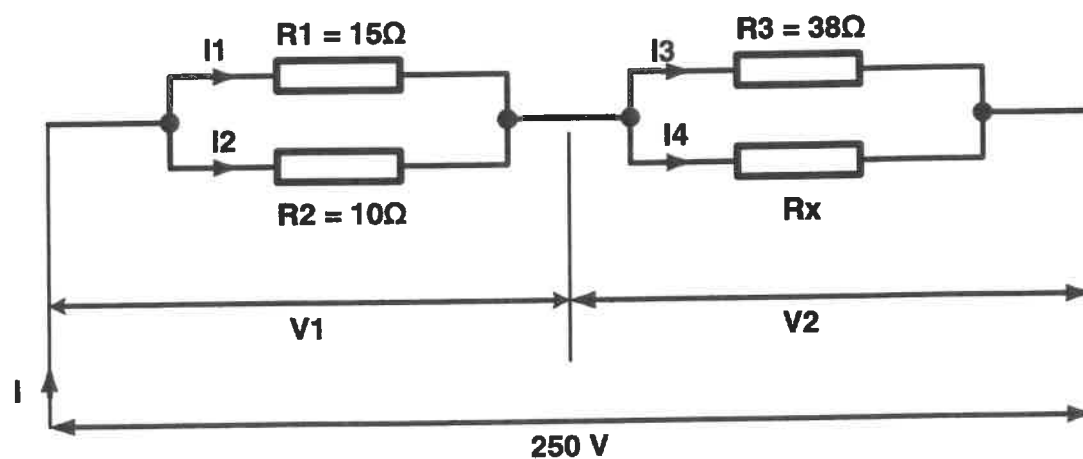 R1 = 15Ω
R3 = 38Ω
I1
I3
I2
I4
R2 = 10Ω
Rx
V1
V2
I
250 V